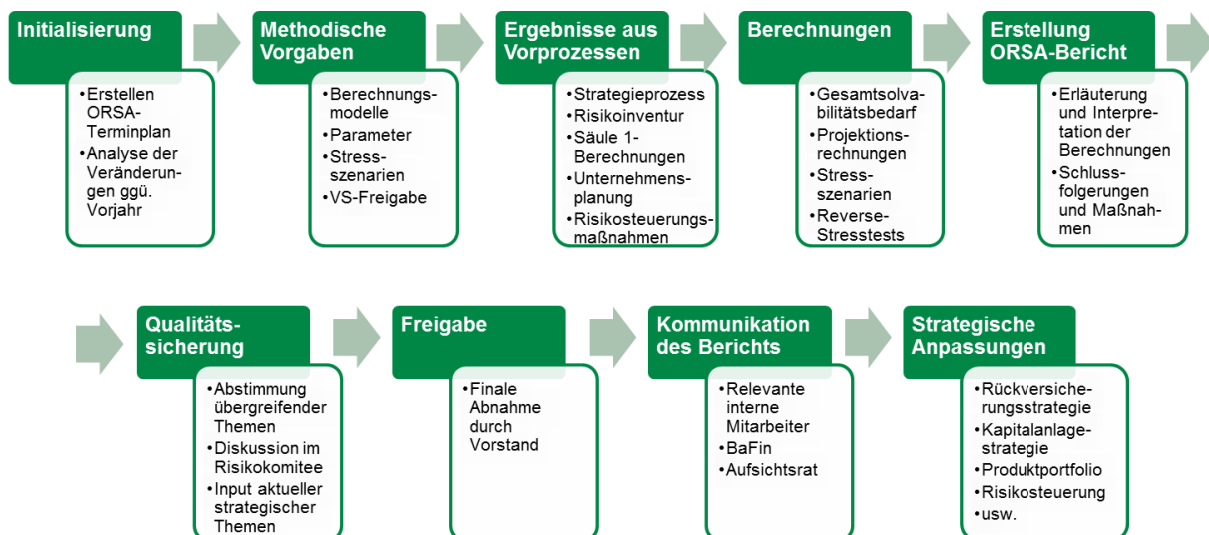 Initialisierung
•Erstellen
ORSA-
Terminplan
•Analyse der
Veränderun-
gen ggü.
Vorjahr
Methodische
Vorgaben
•Berechnungs-
modelle
•Parameter
•Stress-
szenarien
•VS-Freigabe
Ergebnisse aus
Vorprozessen
•Strategieprozess
•Risikoinventur
•Säule 1-
Berechnungen
•Unternehmens-
planung
•Risikosteuerungs-
maßnahmen
Berechnungen
•Gesamtsolva-
bilitätsbedarf
•Projektions-
rechnungen
•Stress-
szenarien
•Reverse-
Stresstests
Erstellung
ORSA-Bericht
•Erläuterung
und Interpre-
tation der
Berechnungen
•Schluss-
folgerungen
und Maßnah-
men
Qualitäts-
sicherung
•Abstimmung
übergreifender
Themen
•Diskussion im
Risikokomitee
•Input aktueller
strategischer
Themen
Freigabe
•Finale
Abnahme
durch
Vorstand
Kommunikation
des Berichts
•Relevante
interne
Mitarbeiter
•BaFin
•Aufsichtsrat
Strategische
Anpassungen
•Rückversiche-
rungsstrategie
•Kapitalanlage-
strategie
•Produktportfolio
•Risikosteuerung
•usw.